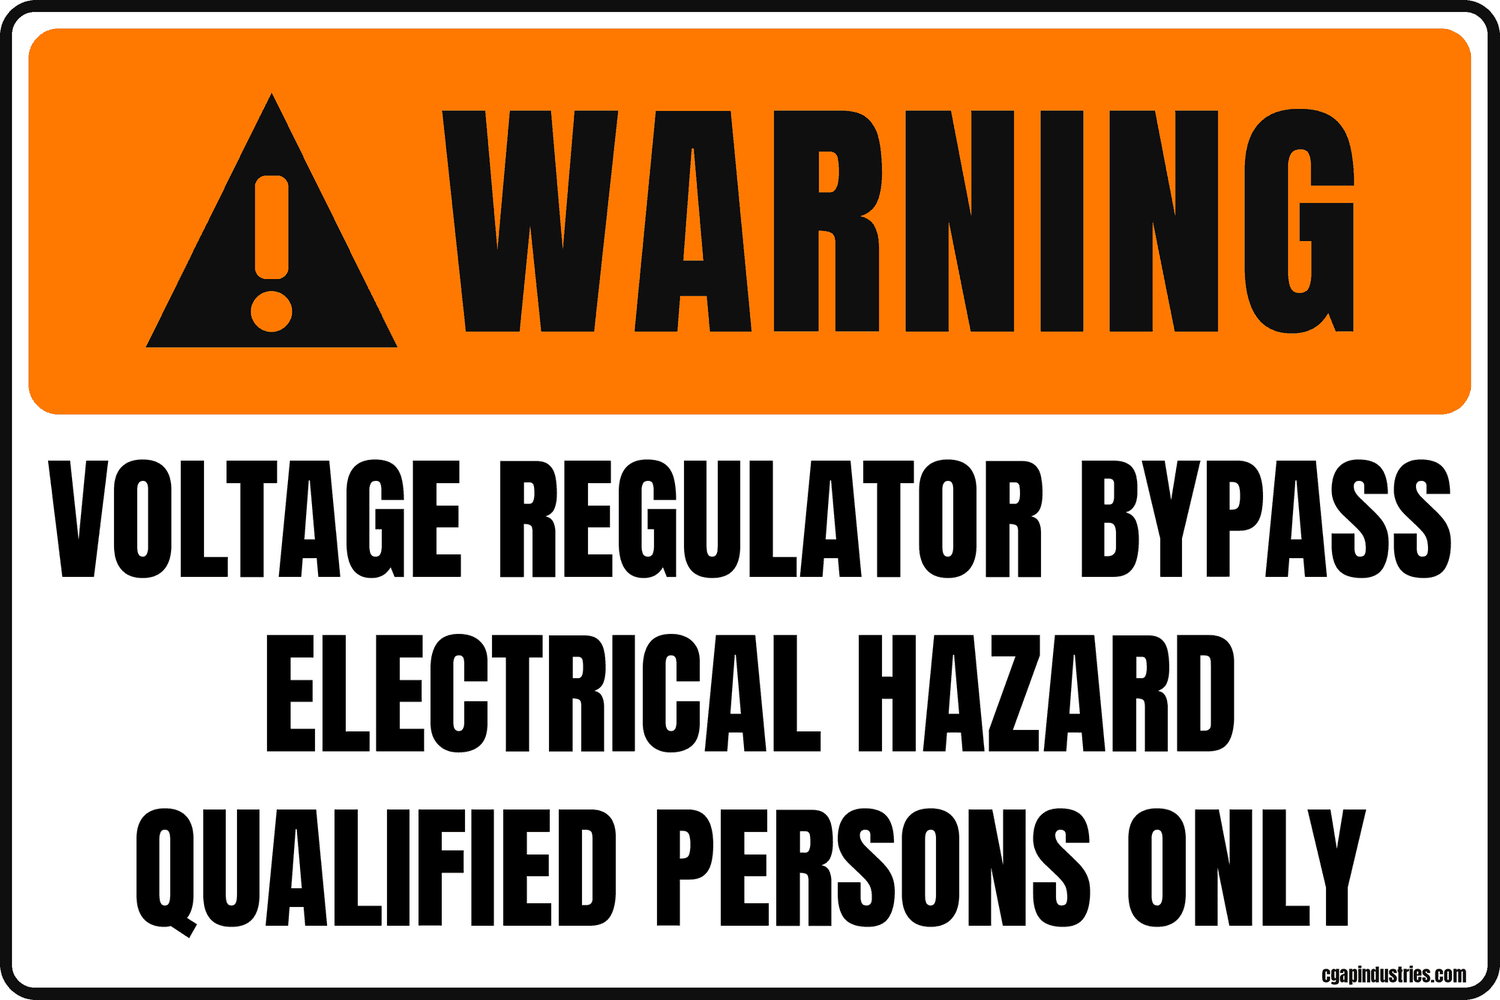 WARNING
VOLTAGE REGULATOR BYPASS
ELECTRICAL HAZARD
QUALIFIED PERSONS ONLY
cgapindustries.com